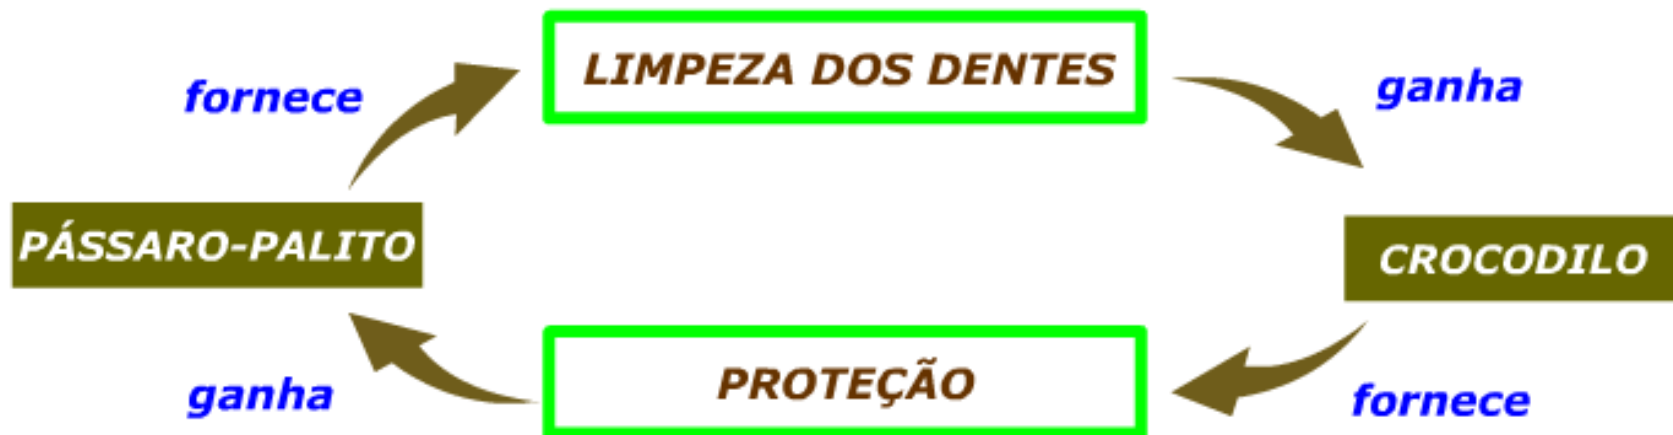 LIMPEZA DOS DENTES
fornece
ganha
PÁSSARO-PALITO
CROCODILO
PROTEÇÃO
ganha
fornece